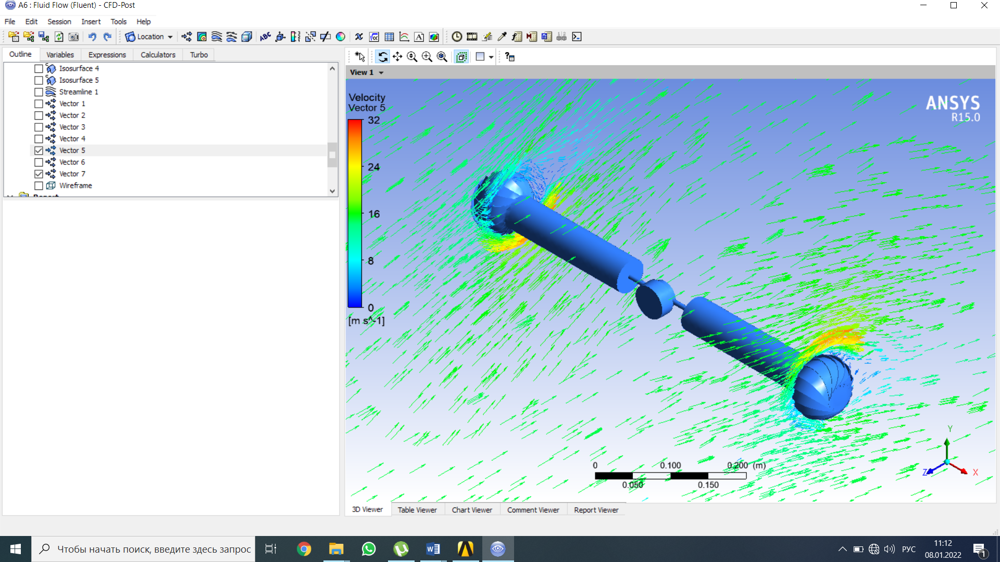 A6 : Fluid Flow (Fluent) - CFD-Post
File Edit Session Insert Tools Help
Location
Outline Variables Expressions Calculators Turbo
Isosurface 4
Isosurface 5
Streamline 1
Vector 1
Vector 2
Vector 3
Vector 4
Vector 5
Vector 6
Vector 7
Wireframe
Report
View 1
Velocity
Vector 5
32
24
16
8
0
[m s^-1]
ANSYS
R15.0
0 0.100 0.200 (m)
0.050 0.150
Y
Z X
3D Viewer Table Viewer Chart Viewer Comment Viewer Report Viewer
Чтобы начать поиск, введите здесь запрос
РУС
11:12
08.01.2022
1